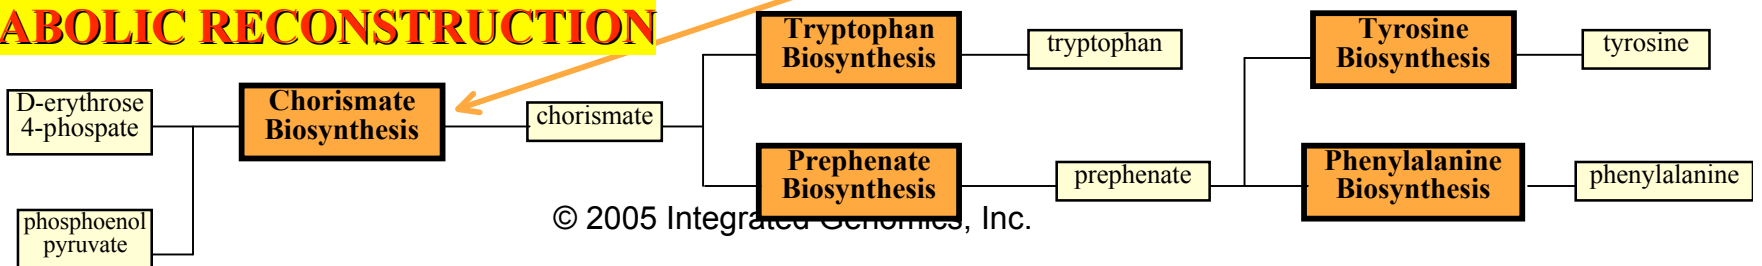 ABOLIC RECONSTRUCTION
D-erythrose
4-phospate
phosphoenol
pyruvate
Chorismate
Biosynthesis
chorismate
Tryptophan
Biosynthesis
tryptophan
Prephenate
Biosynthesis
prephenate
Tyrosine
Biosynthesis
tyrosine
Phenylalanine
Biosynthesis
phenylalanine
© 2005 Integrated Genomics, Inc.